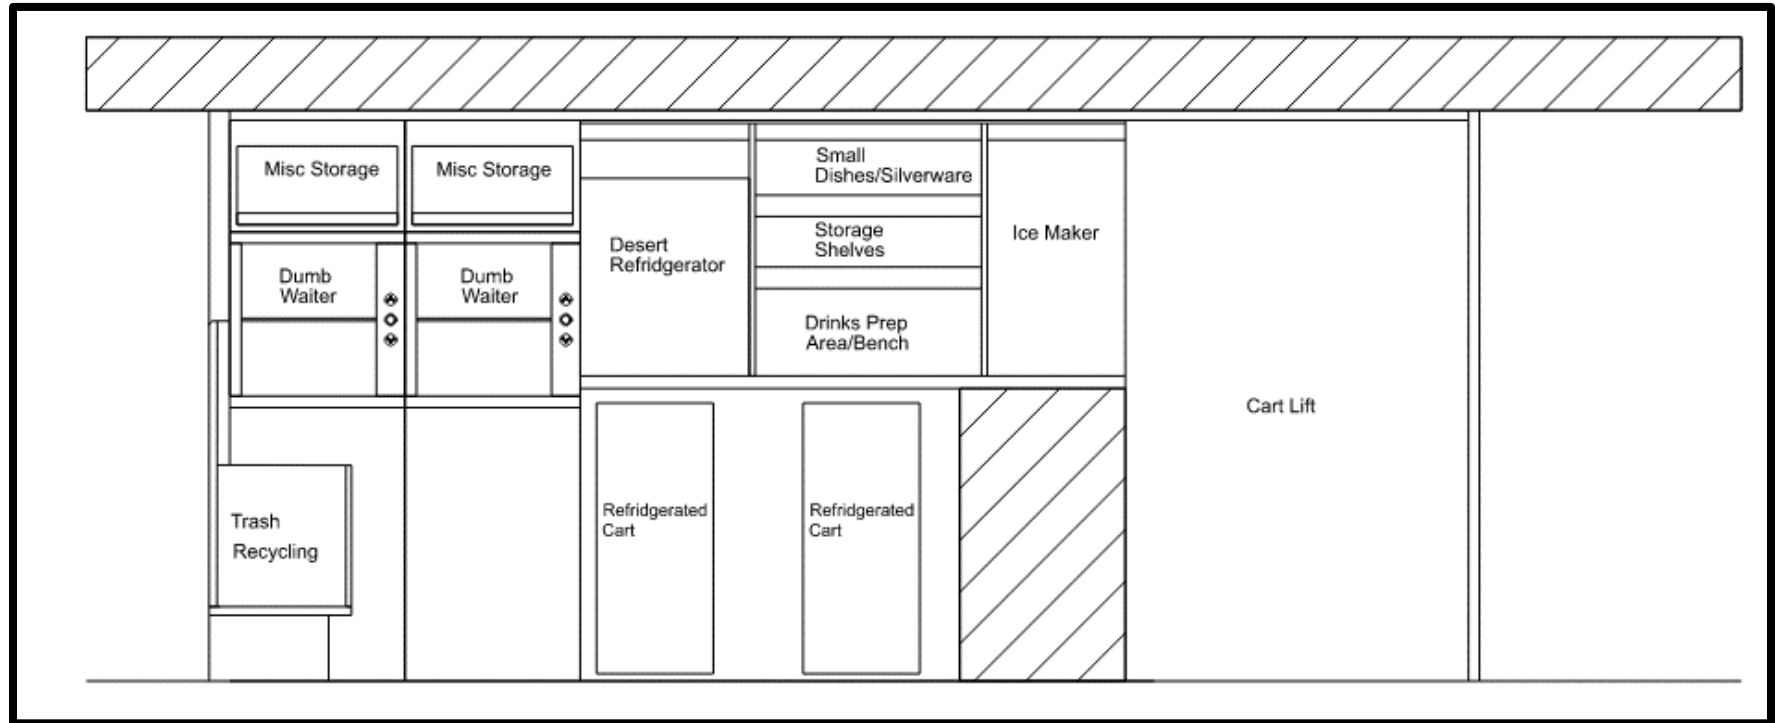 Misc Storage
Misc Storage
Small
Dishes/Silverware
Storage
Shelves
Ice Maker
Desert
Refridgerator
Dumb
Waiter
Dumb
Waiter
Drinks Prep
Area/Bench
Cart Lift
Refridgerated
Cart
Refridgerated
Cart
Trash
Recycling